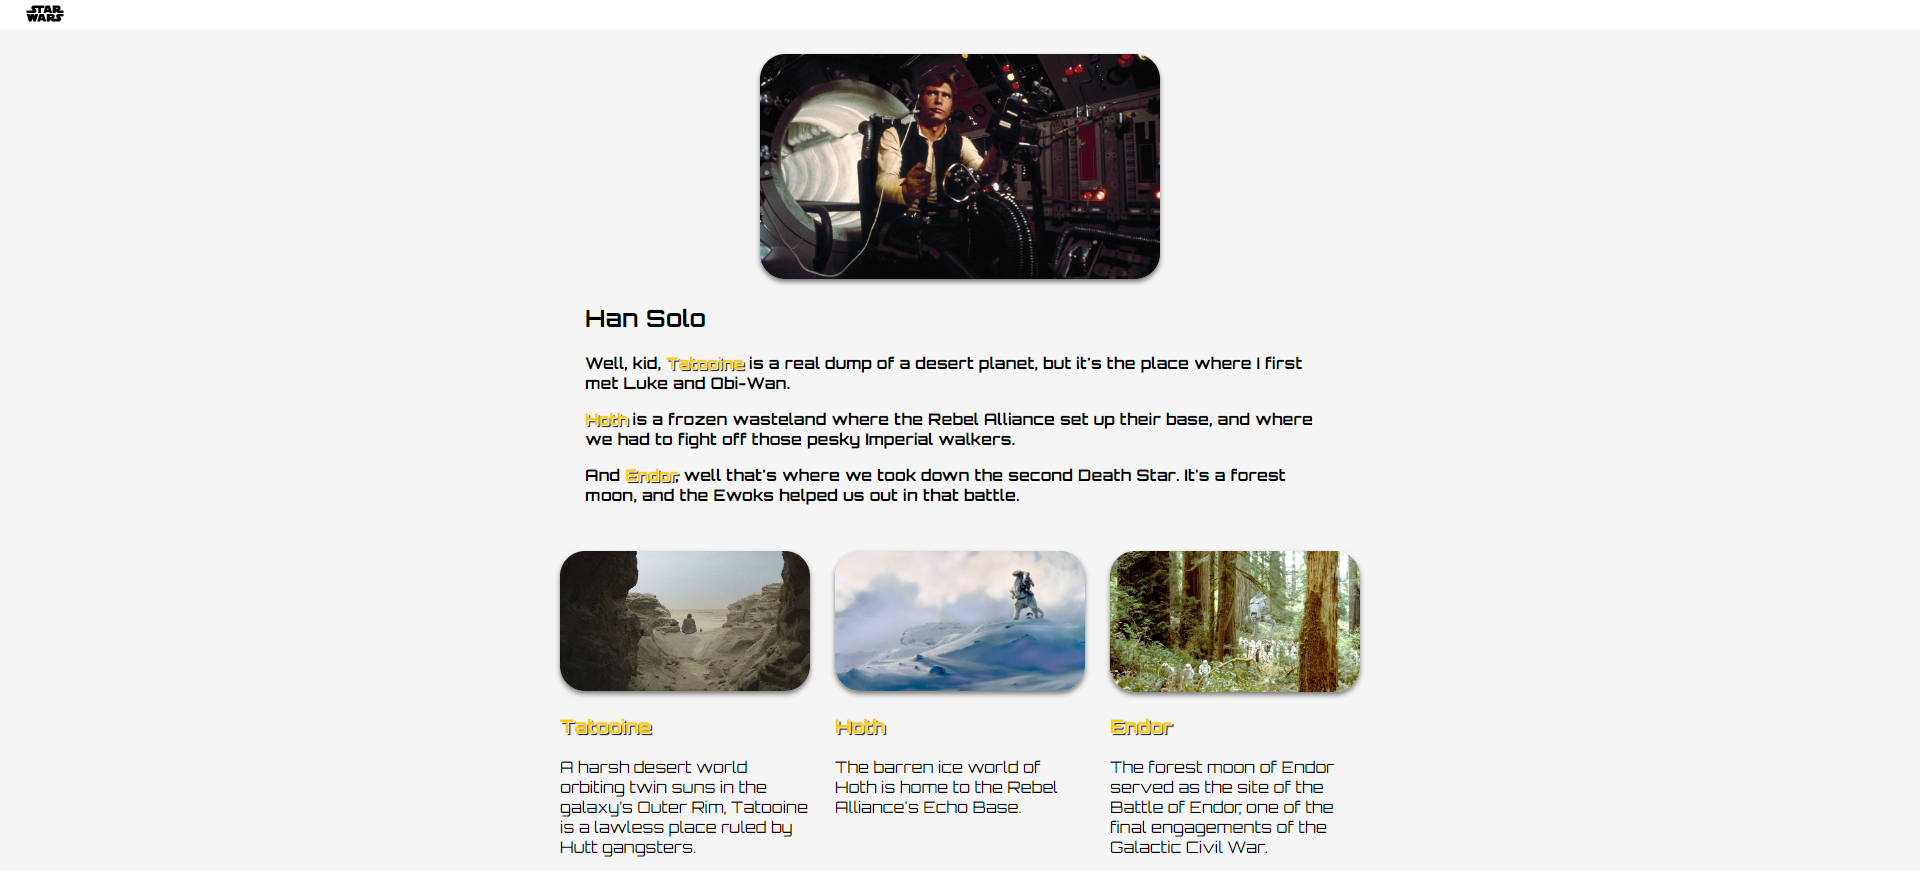 STAR
WARS
Han Solo
Well, kid, Tatooine is a real dump of a desert planet, but it's the place where I first
met Luke and Obi-Wan.
Hoth is a frozen wasteland where the Rebel Alliance set up their base, and where
we had to fight off those pesky Imperial walkers.
And Endor, well that's where we took down the second Death Star. It's a forest
moon, and the Ewoks helped us out in that battle.
Tatooine
A harsh desert world
orbiting twin suns in the
galaxy's Outer Rim, Tatooine
is a lawless place ruled by
Hutt gangsters.
Hoth
The barren ice world of
Hoth is home to the Rebel
Alliance's Echo Base.
Endor
The forest moon of Endor
served as the site of the
Battle of Endor, one of the
final engagements of the
Galactic Civil War.